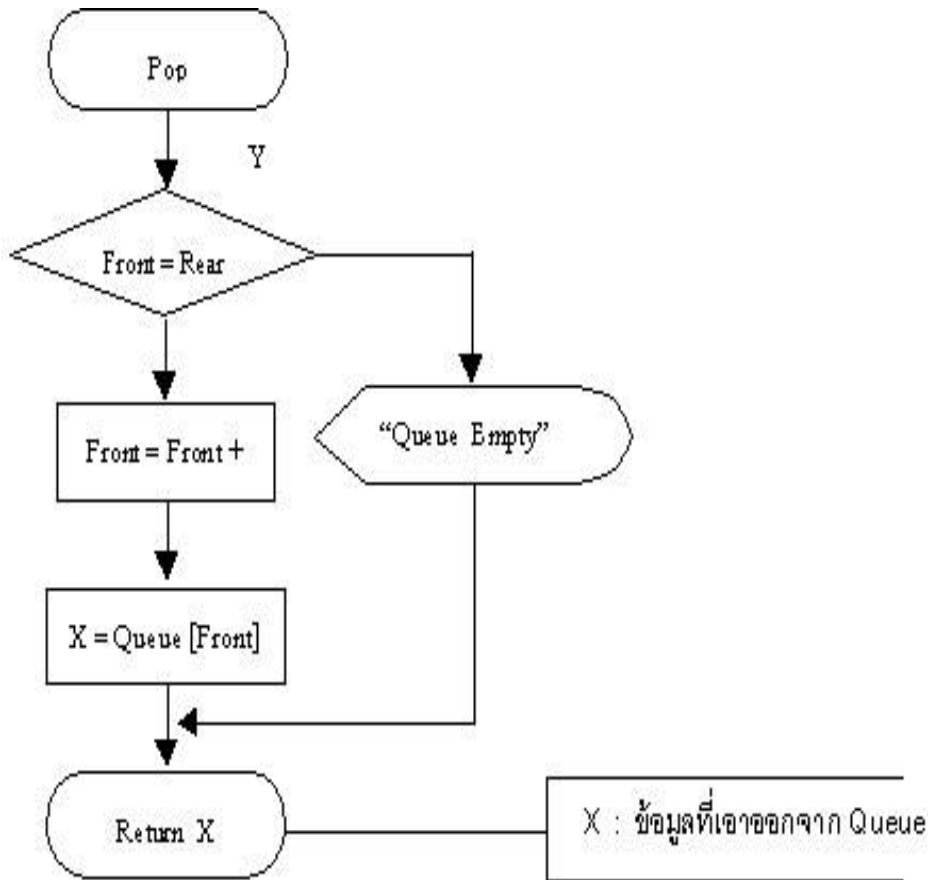 Pop
Y
Front = Rear
"Queue Empty"
Front = Front +
X = Queue [Front]
Return X
X : ข้อมูลที่เอาออกจาก Queue